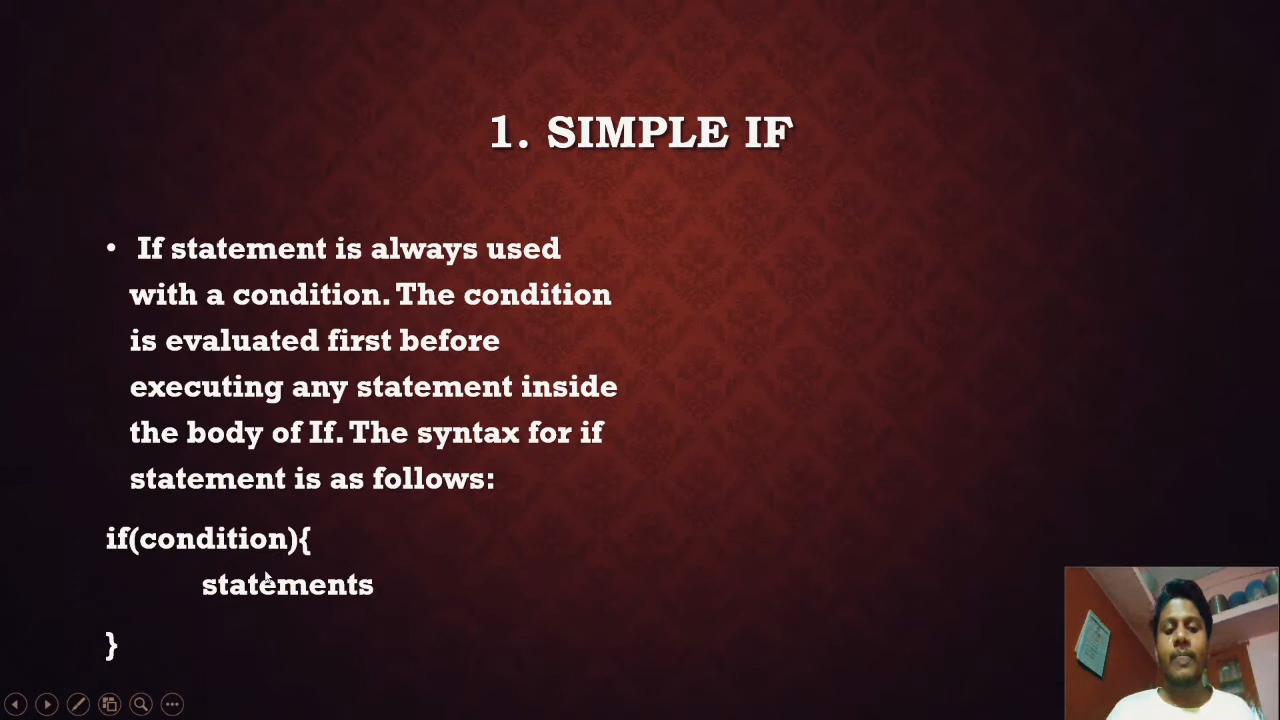 1. SIMPLE IF
• If statement is always used
with a condition. The condition
is evaluated first before
executing any statement inside
the body of If. The syntax for if
statement is as follows:
if(condition){
statements
}